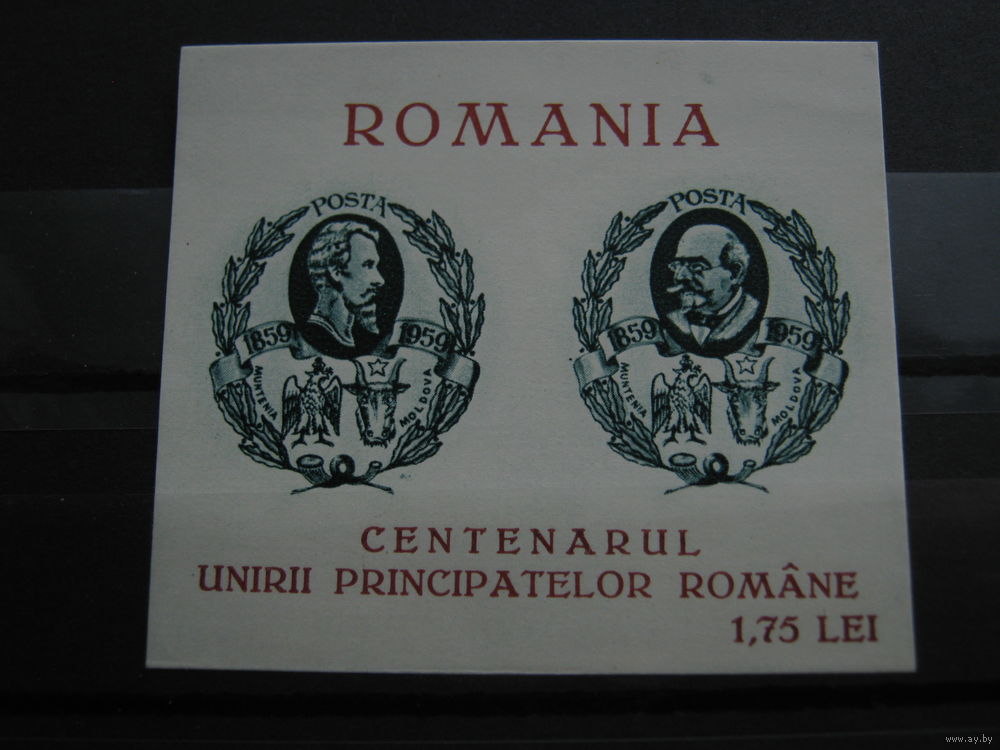 ROMANIA
POSTA
1859 1959
MUNTENIA
MOLDOVA
POSTA
1859 1959
MUNTENIA
MOLDOVA
CENTENARUL
UNIRII PRINCIPATELOR ROMÂNE
1,75 LEI
www.ay.by